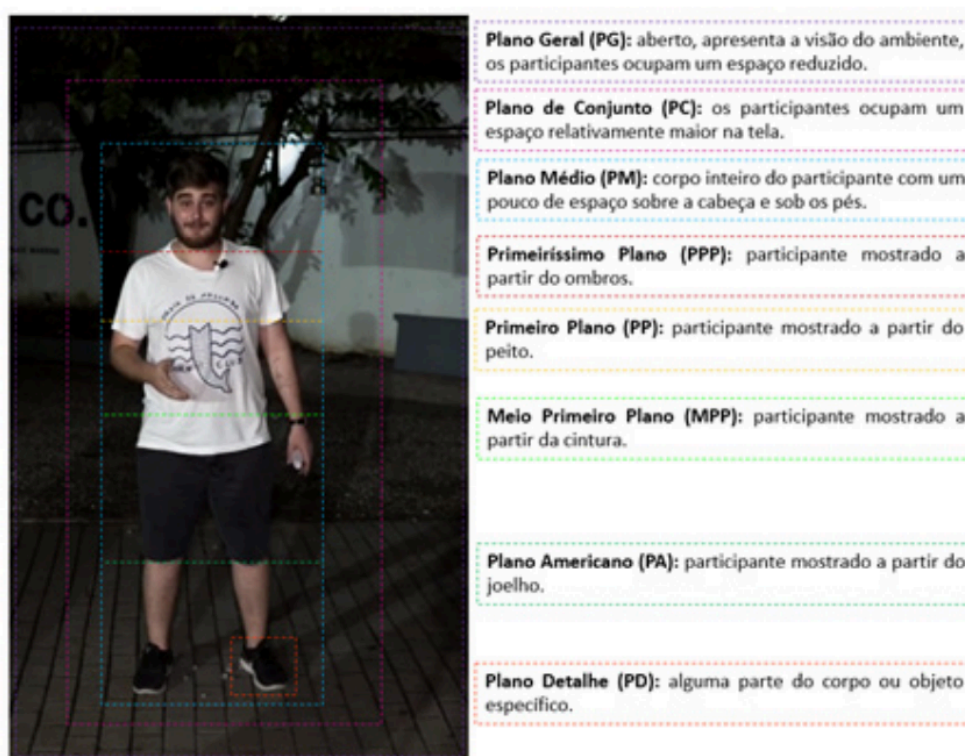 Plano Geral (PG): aberto, apresenta a visão do ambiente,
os participantes ocupam um espaço reduzido.
Plano de Conjunto (PC): os participantes ocupam um
espaço relativamente maior na tela.
Plano Médio (PM): corpo inteiro do participante com um
pouco de espaço sobre a cabeça e sob os pés.
CO.
Primeiríssimo Plano (PPP): participante mostrado a
partir do ombros.
Primeiro Plano (PP): participante mostrado a partir do
peito.
Meio Primeiro Plano (MPP): participante mostrado a
partir da cintura.
Plano Americano (PA): participante mostrado a partir do
joelho.
Plano Detalhe (PD): alguma parte do corpo ou objeto
específico.